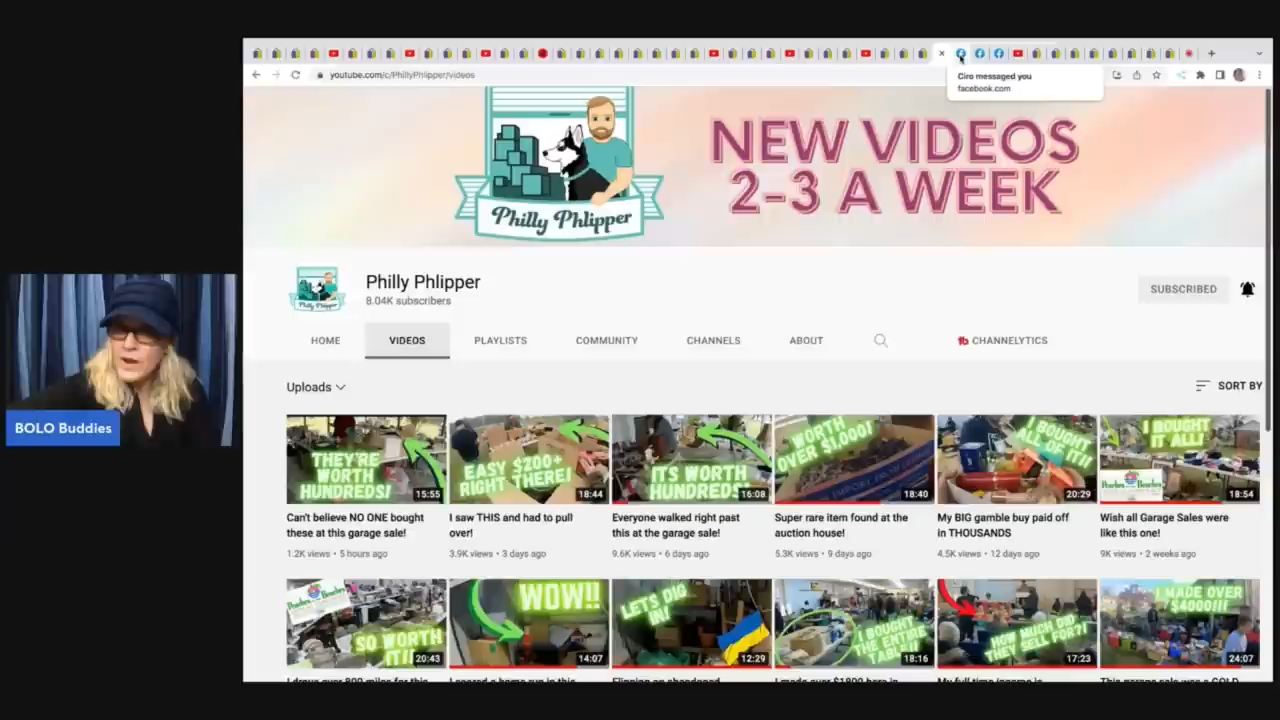 Ciro messaged you
facebook.com
youtube.com/c/PhillyPhlipper/videos
NEW VIDEOS
2-3 A WEEK
Philly Phlipper
Philly Phlipper
Philly Phlipper
8.04K subscribers
SUBSCRIBED
HOME
VIDEOS
PLAYLISTS
COMMUNITY
CHANNELS
ABOUT
CHANNELYTICS
Uploads
SORT BY
BOLO Buddies
THEY'RE
WORTH
HUNDREDS!
15:55
EASY $200+
RIGHT THERE!
18:44
ITS WORTH
HUNDREDS!
16:08
WORTH
OVER $1,000!
18:40
I BOUGHT
ALL OF IT!
20:29
I BOUGHT
IT ALL!
18:54
Can't believe NO ONE bought
these at this garage sale!
1.2K views • 5 hours ago
I saw THIS and had to pull
over!
3.9K views • 3 days ago
Everyone walked right past
this at the garage sale!
9.6K views • 6 days ago
Super rare item found at the
auction house!
5.3K views • 9 days ago
My BIG gamble buy paid off
in THOUSANDS
4.5K views • 12 days ago
Wish all Garage Sales were
like this one!
9K views • 2 weeks ago
SO WORTH
IT!!
20:43
WOW!!
14:07
LETS DIG
IN!
12:29
I BOUGHT
THE ENTIRE
TABLE!!
18:16
HOW MUCH DID
THEY SELL FOR?!
17:23
I MADE OVER
$4000!!!
24:07